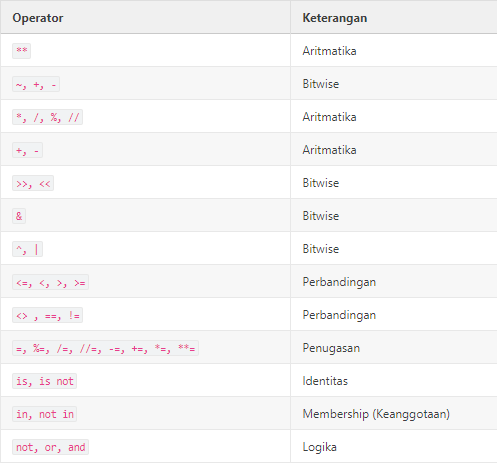 Operator Keterangan
** Aritmatika
~, +, - Bitwise
*, /, %, // Aritmatika
+, - Aritmatika
>>, << Bitwise
& Bitwise
^, | Bitwise
<=, <, >, >= Perbandingan
<> , ==, != Perbandingan
=, %=, /=, //=, -=, +=, *=, **= Penugasan
is, is not Identitas
in, not in Membership (Keanggotaan)
not, or, and Logika